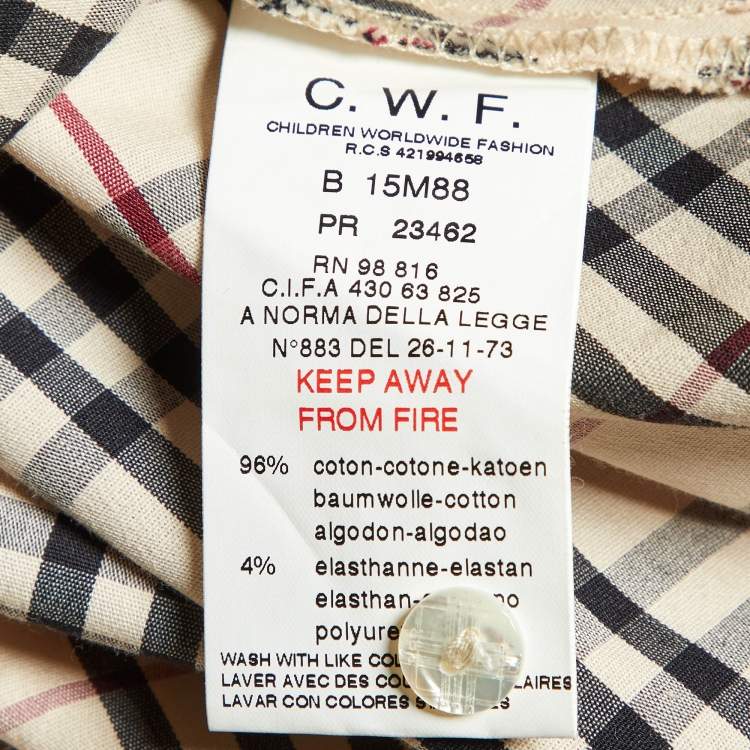 C. W. F.
CHILDREN WORLDWIDE FASHION
R.C.S 421994658
B 15M88
PR 23462
RN 98 816
C.I.F.A 430 63 825
A NORMA DELLA LEGGE
N°883 DEL 26-11-73
KEEP AWAY
FROM FIRE
96% coton-cotone-katoen
baumwolle-cotton
algodon-algodao
4% elasthanne-elastan
WASH WITH LIKE
LAVER AVEC DES
LAVAR CON COLORES